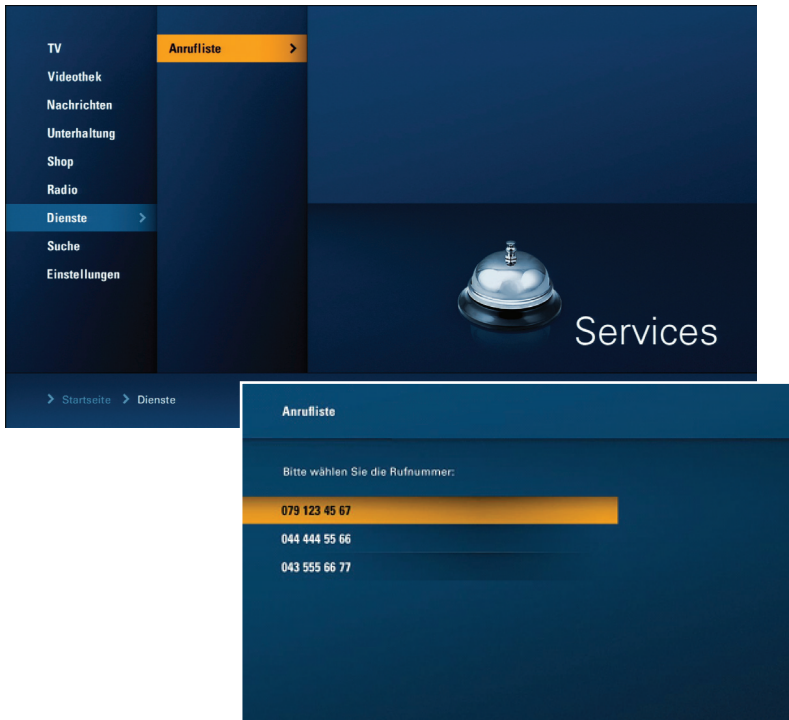 TV
Videothek
Nachrichten
Unterhaltung
Shop
Radio
Dienste
Suche
Einstellungen
Anrufliste
Services
Startseite Dienste
Anrufliste
Bitte wählen Sie die Rufnummer:
079 123 45 67
044 444 55 66
043 555 66 77